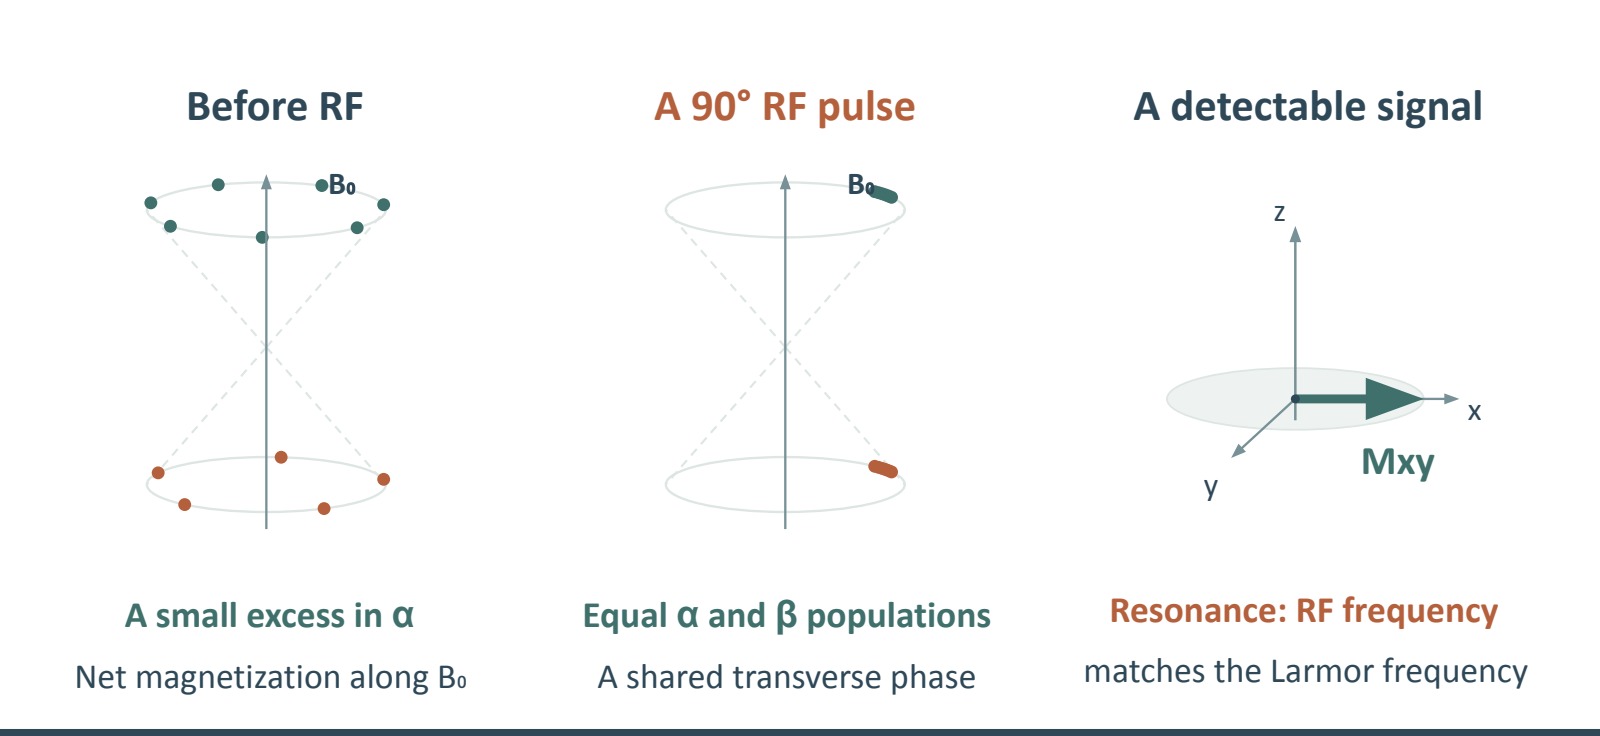 Before RF
B₀
A small excess in α
Net magnetization along B₀
A 90° RF pulse
B₀
Equal α and β populations
A shared transverse phase
A detectable signal
z
x
Mxy
y
Resonance: RF frequency
matches the Larmor frequency